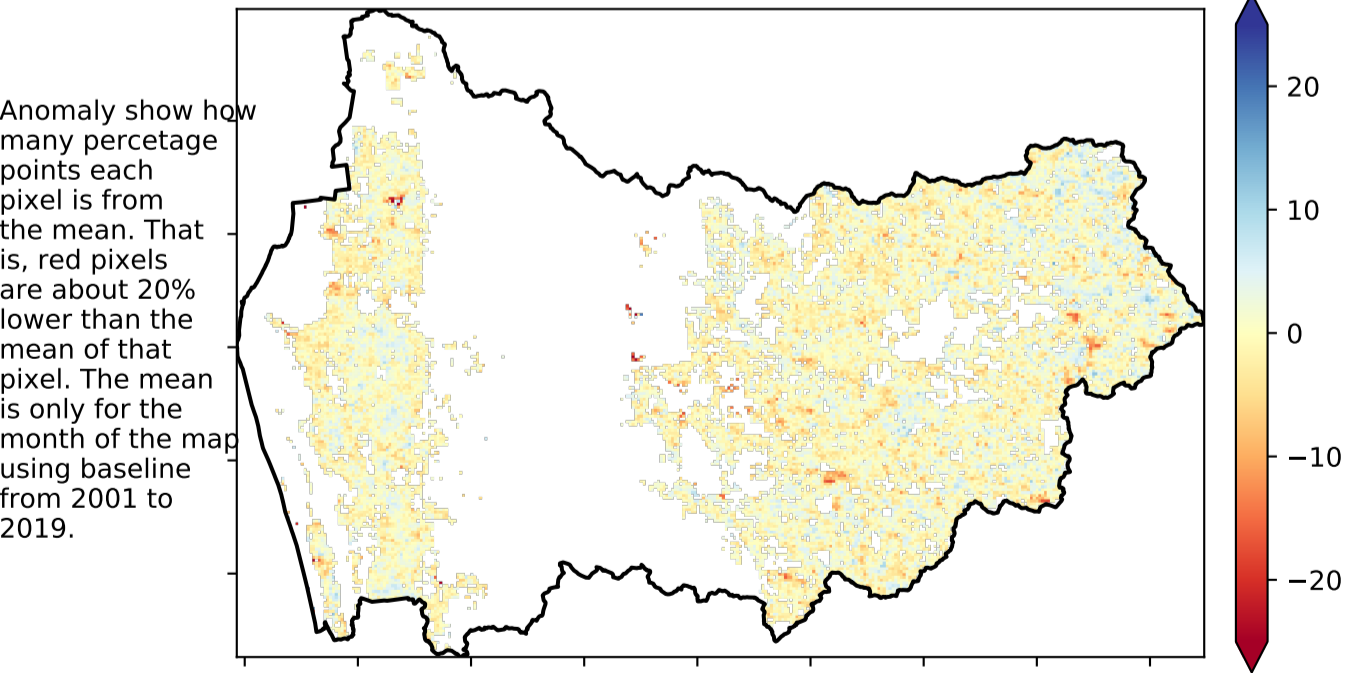 Anomaly show how
many percetage
points each
pixel is from
the mean. That
is, red pixels
are about 20%
lower than the
mean of that
pixel. The mean
is only for the
month of the map
using baseline
from 2001 to
2019.
20
10
0
−10
−20